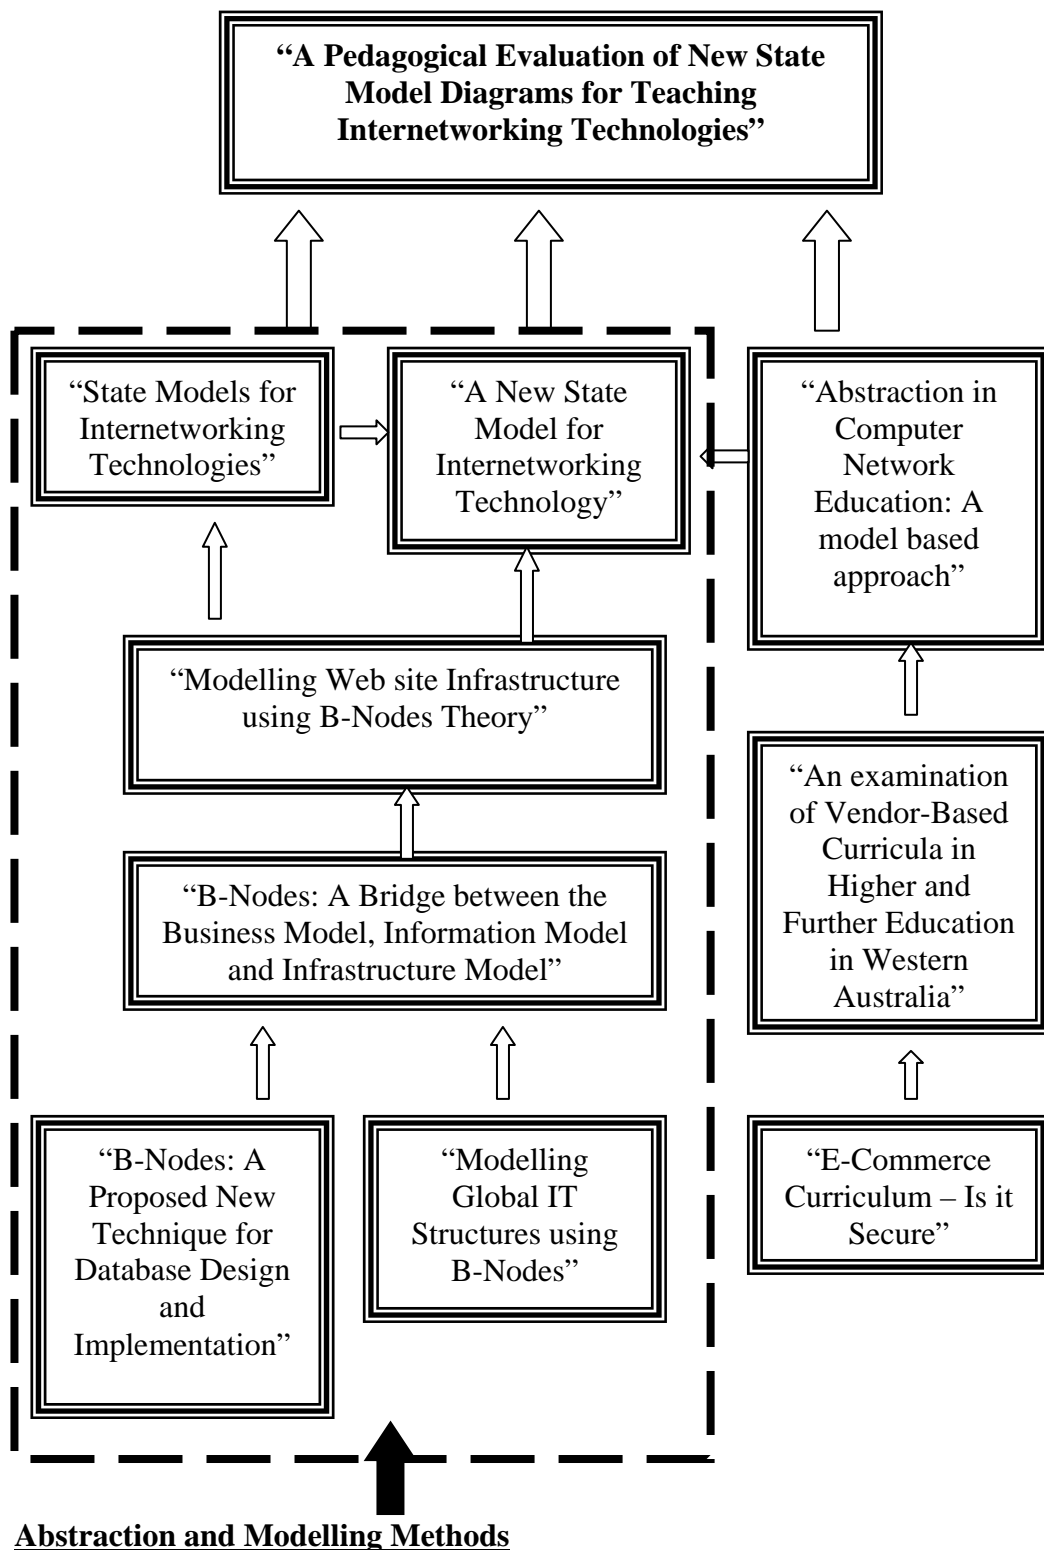 “A Pedagogical Evaluation of New State
Model Diagrams for Teaching
Internetworking Technologies”
“State Models for
Internetworking
Technologies”
“A New State
Model for
Internetworking
Technology”
“Abstraction in
Computer
Network
Education: A
model based
approach”
“Modelling Web site Infrastructure
using B-Nodes Theory”
“An examination
of Vendor-Based
Curricula in
Higher and
Further Education
in Western
Australia”
“B-Nodes: A Bridge between the
Business Model, Information Model
and Infrastructure Model”
“B-Nodes: A
Proposed New
Technique for
Database Design
and
Implementation”
“Modelling
Global IT
Structures using
B-Nodes”
“E-Commerce
Curriculum – Is it
Secure”
Abstraction and Modelling Methods